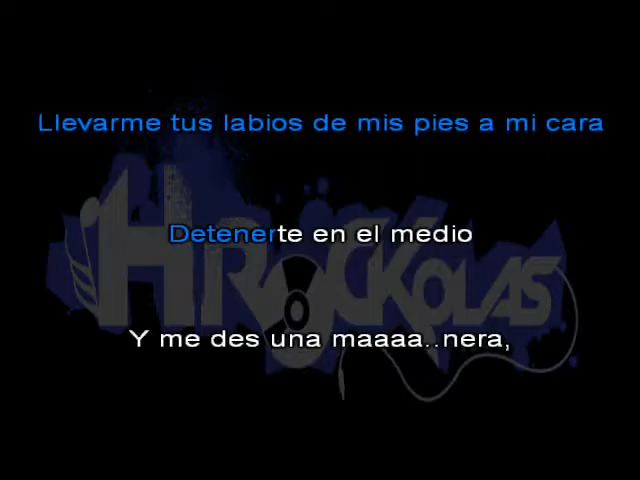 Llevarme tus labios de mis pies a mi cara
Detenerte en el medio
HRocKolas
Y me des una maaaa..nera,